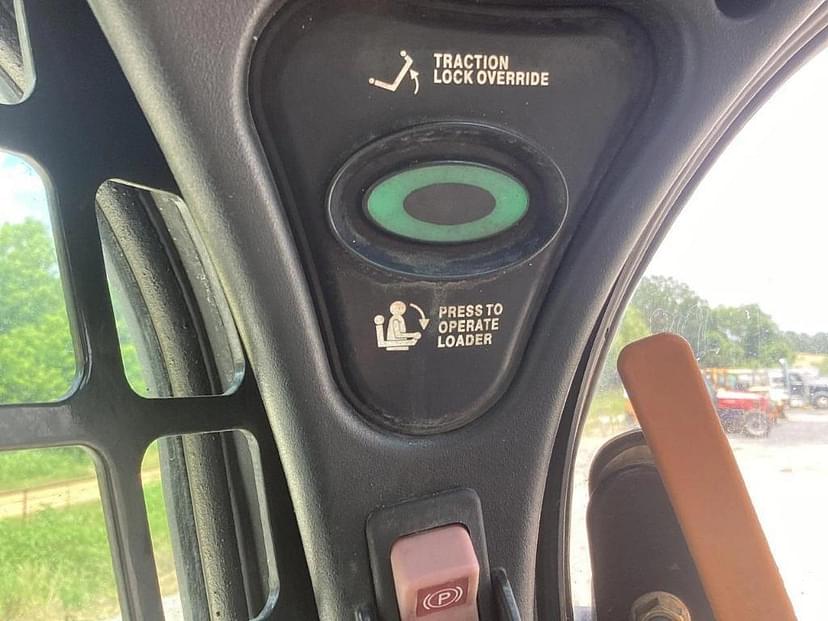 TRACTION
LOCK OVERRIDE
PRESS TO
OPERATE
LOADER
P